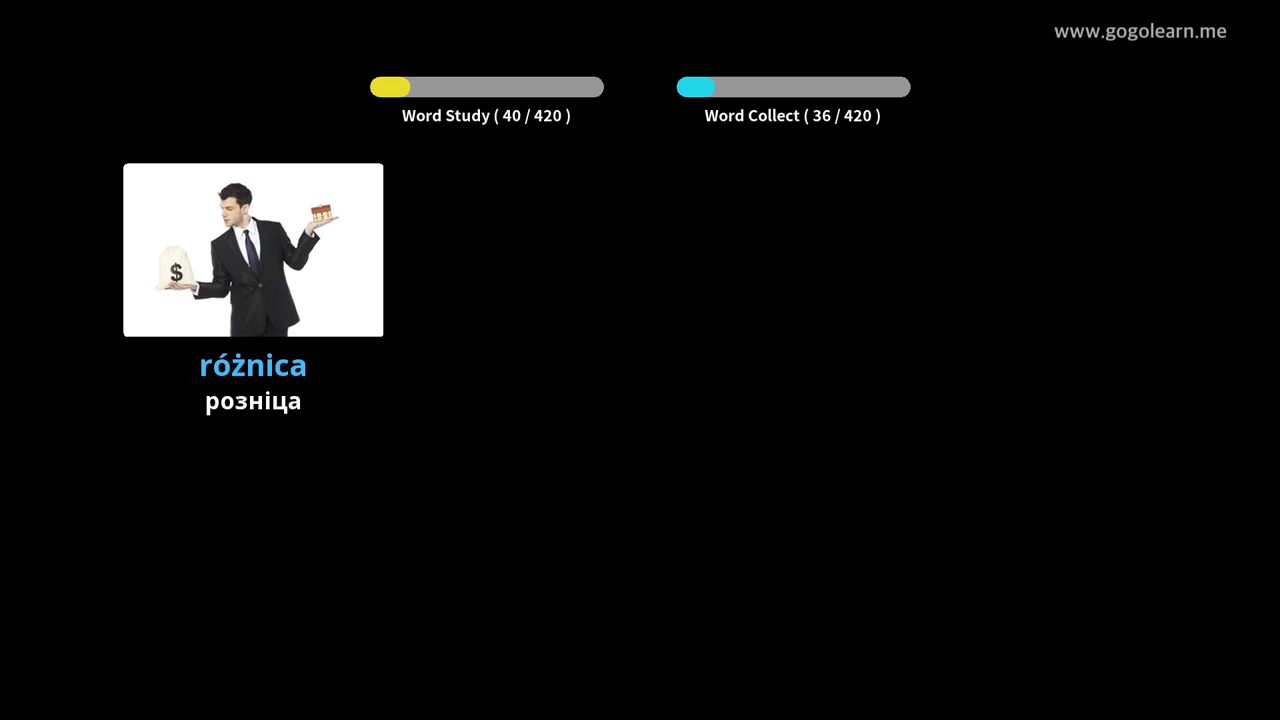 www.gogolearn.me
Word Study ( 40 / 420 )
Word Collect ( 36 / 420 )
$
różnica
розніца